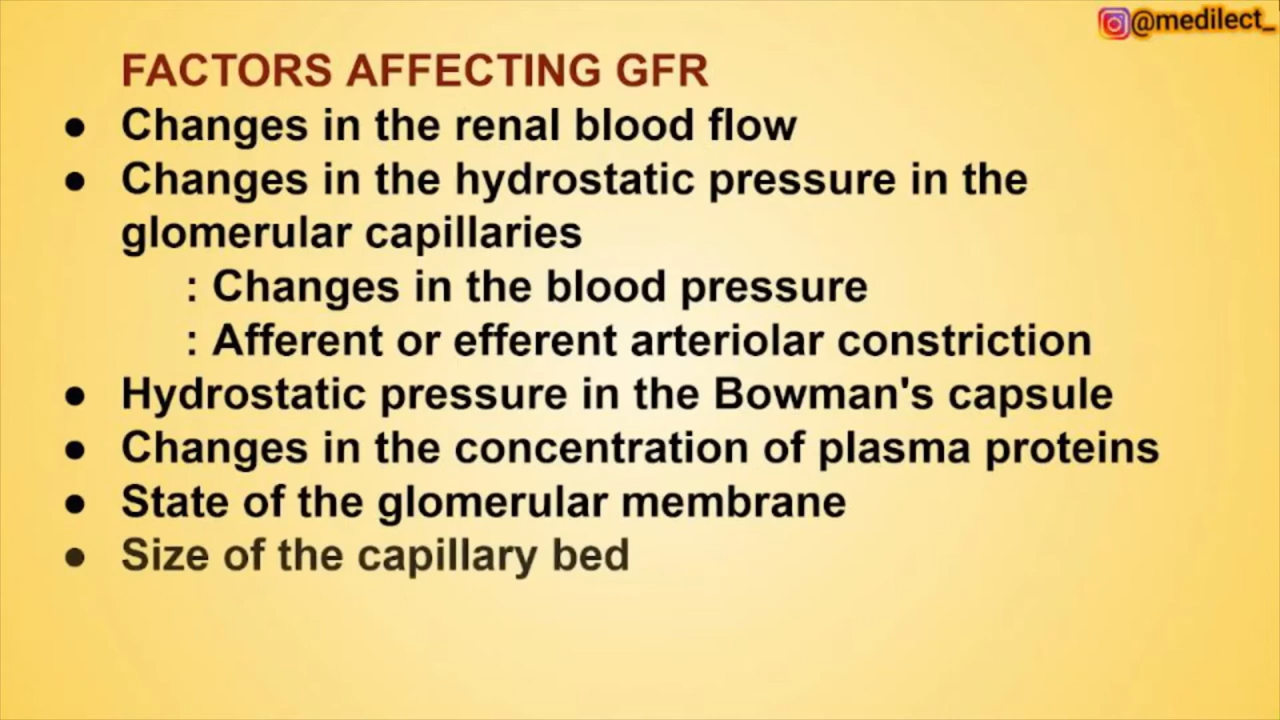 @medilect_
FACTORS AFFECTING GFR
● Changes in the renal blood flow
● Changes in the hydrostatic pressure in the
glomerular capillaries
: Changes in the blood pressure
: Afferent or efferent arteriolar constriction
● Hydrostatic pressure in the Bowman's capsule
● Changes in the concentration of plasma proteins
● State of the glomerular membrane
● Size of the capillary bed